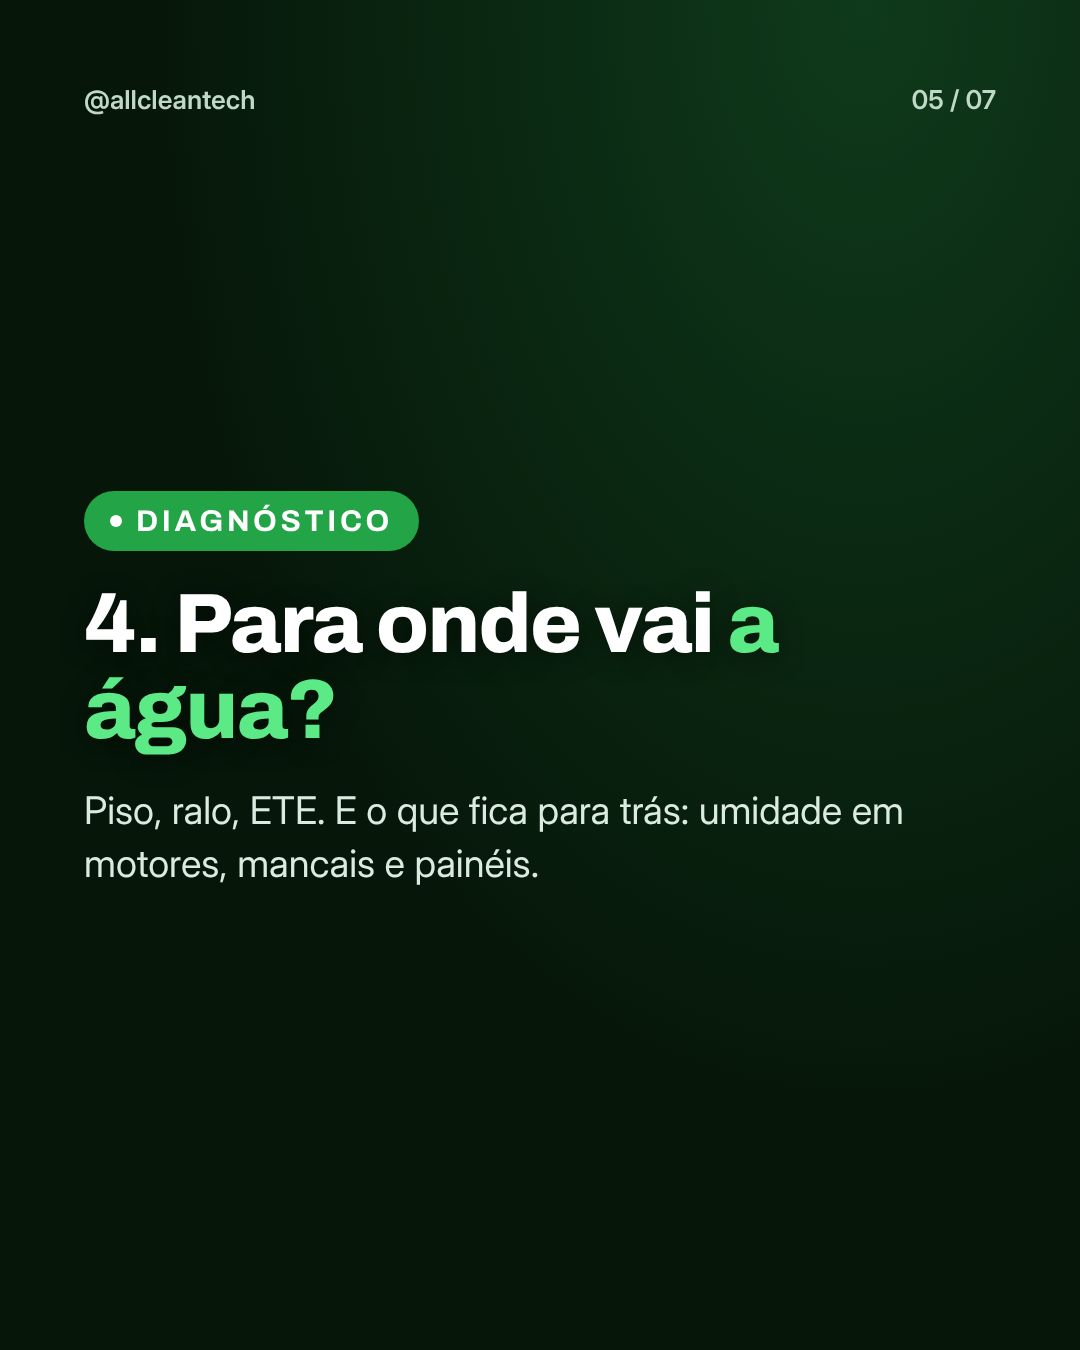 @allcleantech
05 / 07
• DIAGNÓSTICO
4. Para onde vai a
água?
Piso, ralo, ETE. E o que fica para trás: umidade em
motores, mancais e painéis.